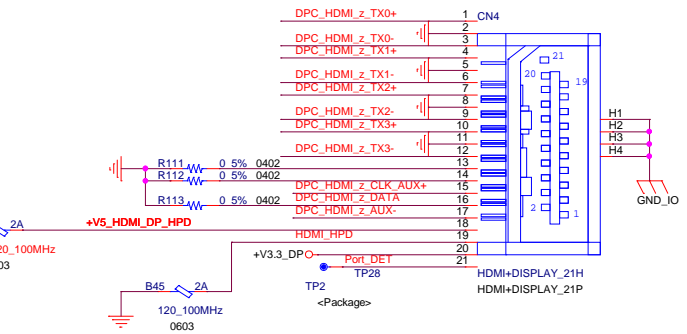 DPC_HDMI_z_TX0+ 1 CN4
2
DPC_HDMI_z_TX0- 3
DPC_HDMI_z_TX1+ 4
5
DPC_HDMI_z_TX1- 6
DPC_HDMI_z_TX2+ 7
8
DPC_HDMI_z_TX2- 9
DPC_HDMI_z_TX3+ 10
11
DPC_HDMI_z_TX3- 12
21
20 19
2 1
H1
H2
H3
H4
GND_IO
R111 0 5% 0402 13
R112 0 5% 0402 14
DPC_HDMI_z_CLK_AUX+ 15
R113 0 5% 0402 DPC_HDMI_z_DATA 16
DPC_HDMI_z_AUX- 17
2A +V5_HDMI_DP_HPD 18
20_100MHz
03
HDMI_HPD 19
+V3.3_DP 20
Port_DET 21
TP28
TP2
<Package>
HDMI+DISPLAY_21H
HDMI+DISPLAY_21P
B45 2A
120_100MHz
0603